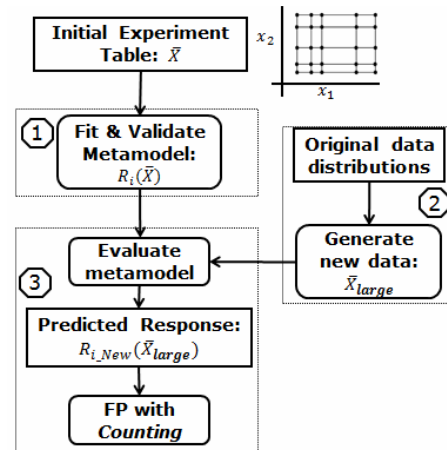 Initial Experiment
Table: X̄
x₂
x₁
1
Fit & Validate
Metamodel:
Rᵢ(X̄)
Original data
distributions
2
Generate
new data:
X̄large
3
Evaluate
metamodel
Predicted Response:
Ri_New(X̄large)
FP with
Counting